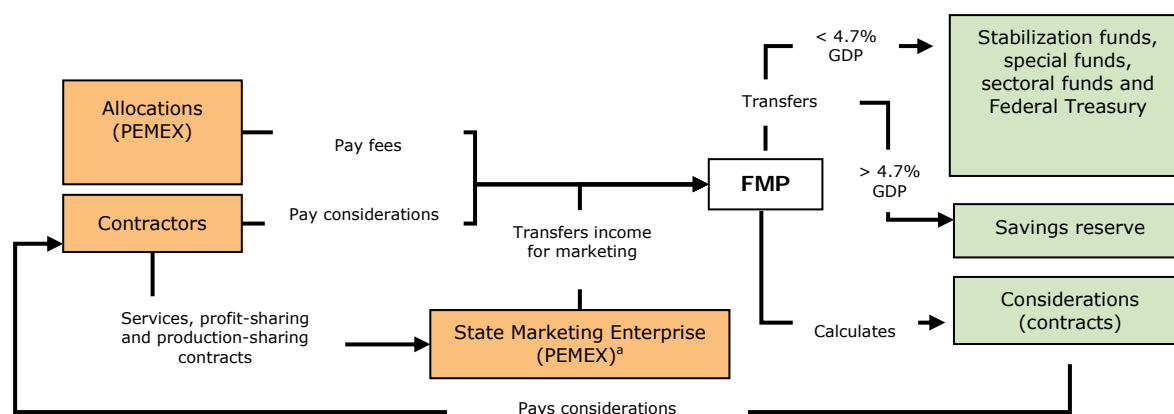 < 4.7%
GDP
Stabilization funds,
special funds,
sectoral funds and
Federal Treasury
Allocations
(PEMEX)
Transfers
Pay fees
FMP
> 4.7%
GDP
Contractors
Pay considerations
Transfers income
for marketing
Savings reserve
Services, profit-sharing
and production-sharing
contracts
State Marketing Enterprise
(PEMEX)a
Calculates
Considerations
(contracts)
Pays considerations